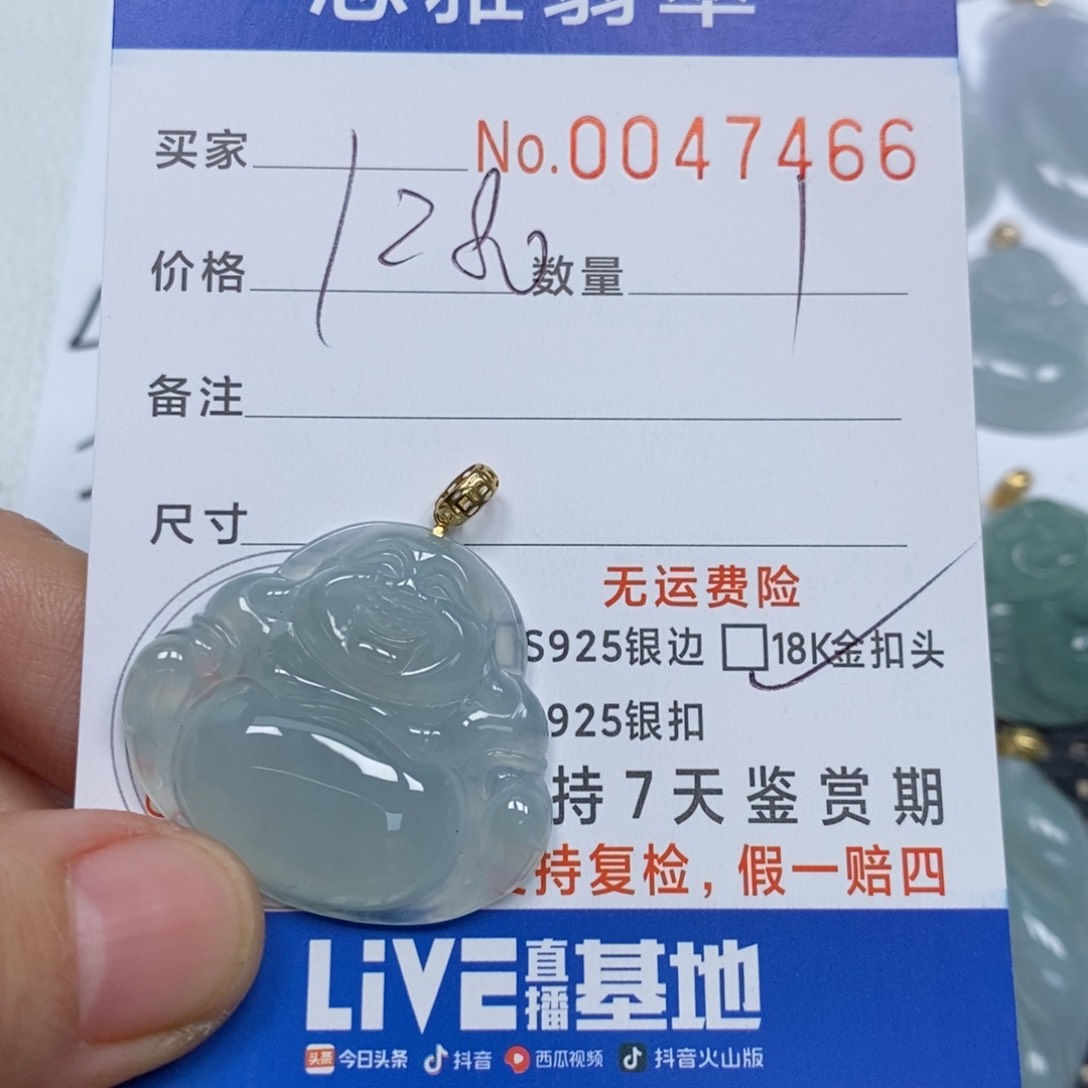 买家 No.0047466
价格 1280 数量 1
备注
尺寸
无运费险
S925银边 18K金扣头
925银扣
持7天鉴赏期
持复检，假一赔四
LiVE直播基地
头条 今日头条 抖音 西瓜视频 抖音火山版